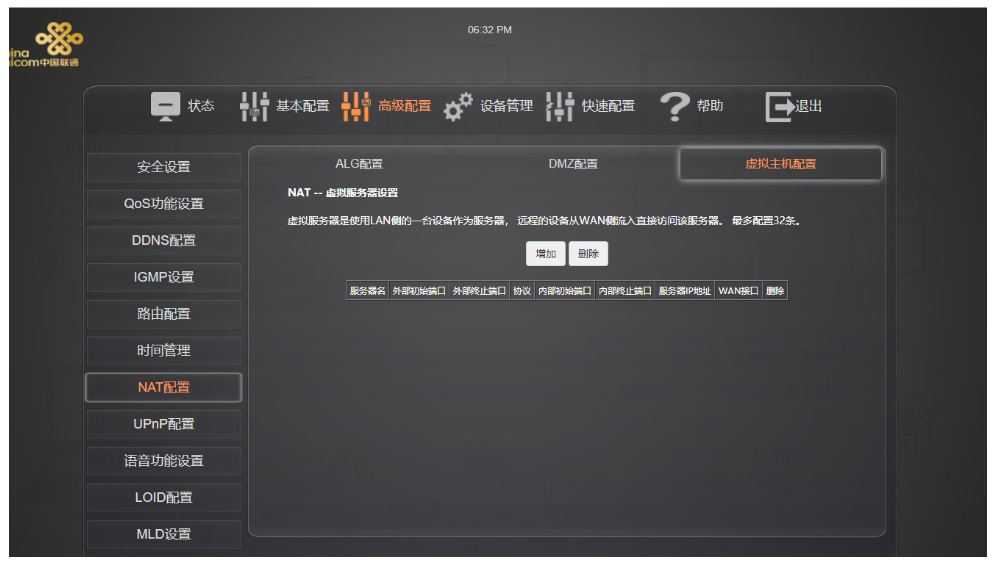 06:32 PM
ina
icom中国联通
状态 基本配置 高级配置 设备管理 快速配置 帮助 退出
安全设置
QoS功能设置
DDNS配置
IGMP设置
路由配置
时间管理
NAT配置
UPnP配置
语音功能设置
LOID配置
MLD设置
ALG配置 DMZ配置 虚拟主机配置
NAT -- 虚拟服务器设置
虚拟服务器是使用LAN侧的一台设备作为服务器， 远程的设备从WAN侧流入直接访问该服务器。 最多配置32条。
增加 删除
服务器名 外部初始端口 外部终止端口 协议 内部初始端口 内部终止端口 服务器IP地址 WAN接口 删除